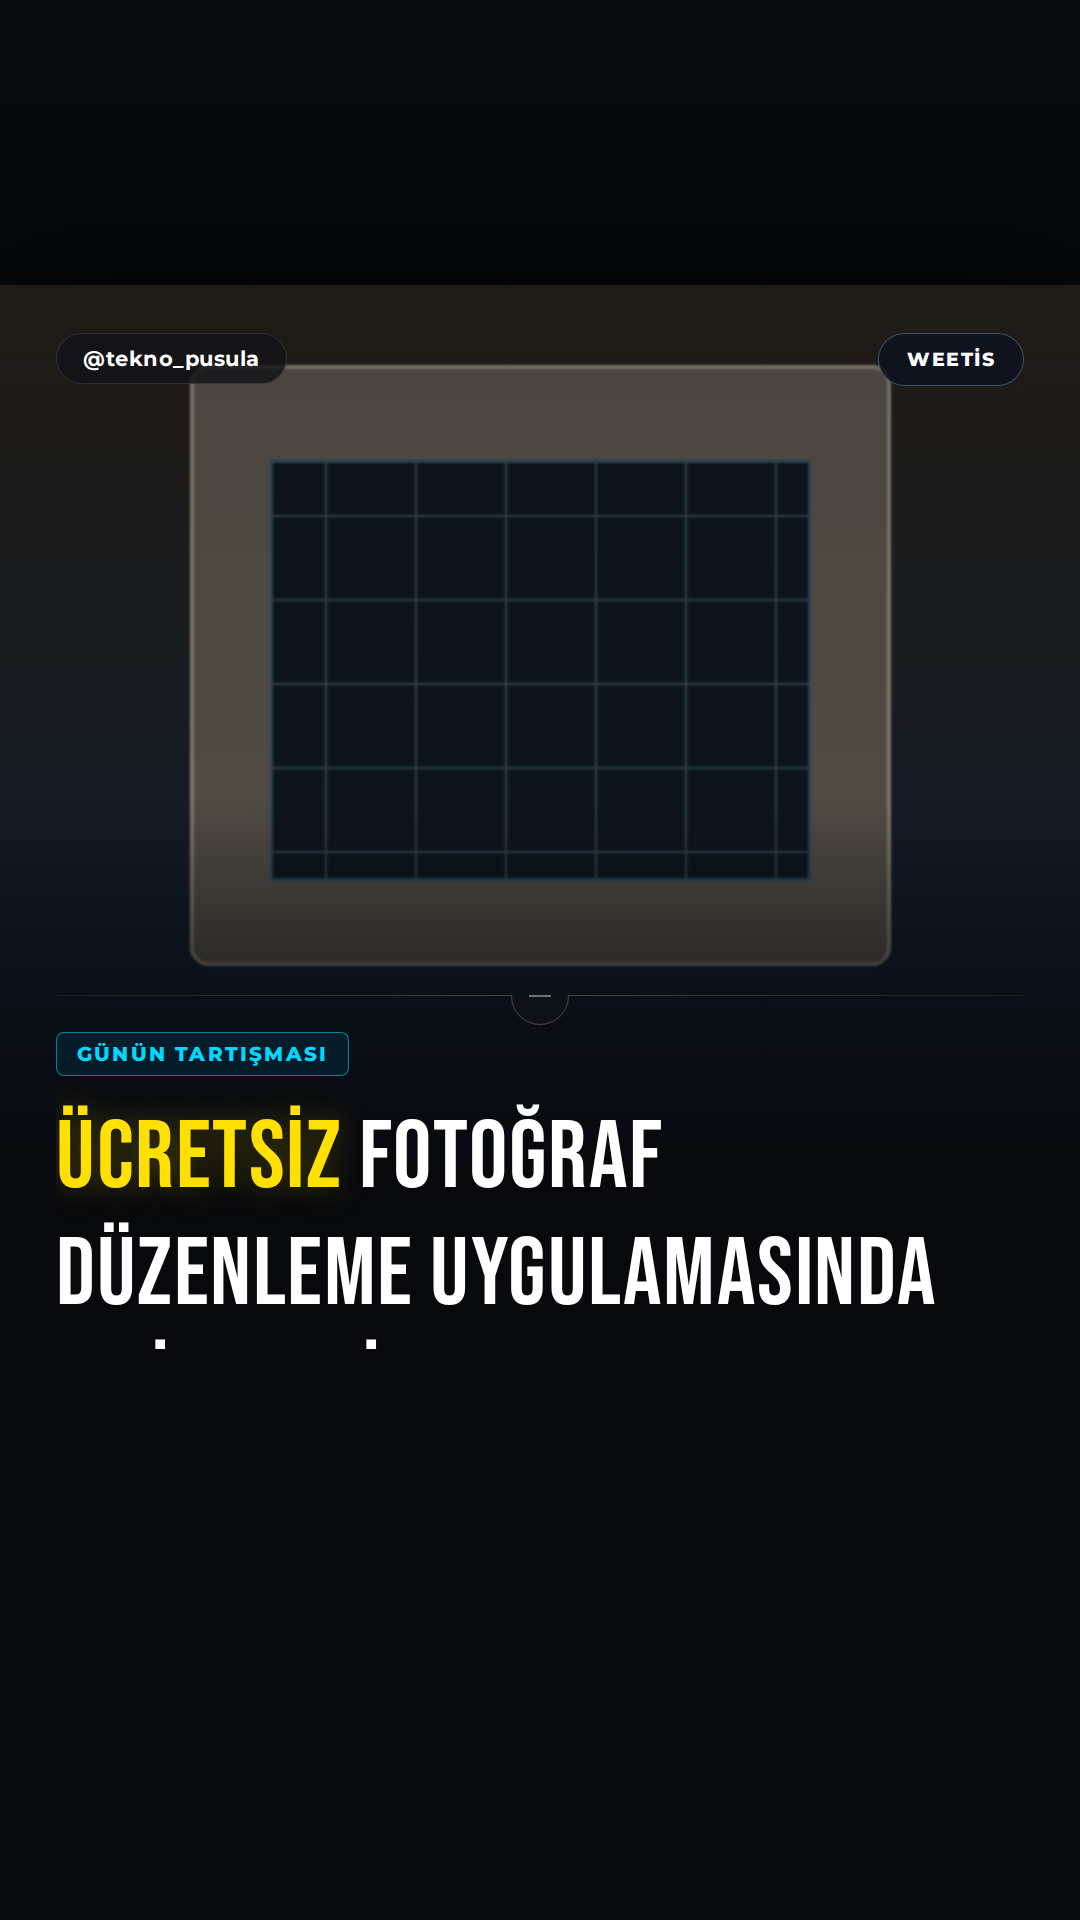 @tekno_pusula
WEETİS
GÜNÜN TARTIŞMASI
ÜCRETSİZ FOTOĞRAF
DÜZENLEME UYGULAMASINDA